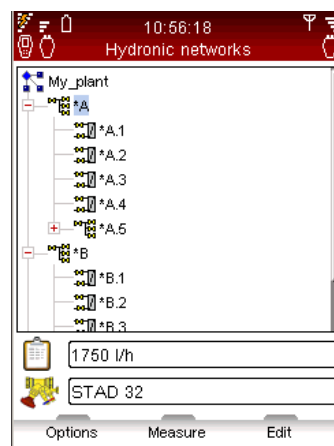 10:56:18
Hydronic networks
My_plant
*A
*A.1
*A.2
*A.3
*A.4
*A.5
*B
*B.1
*B.2
*B.3
1750 l/h
STAD 32
Options Measure Edit